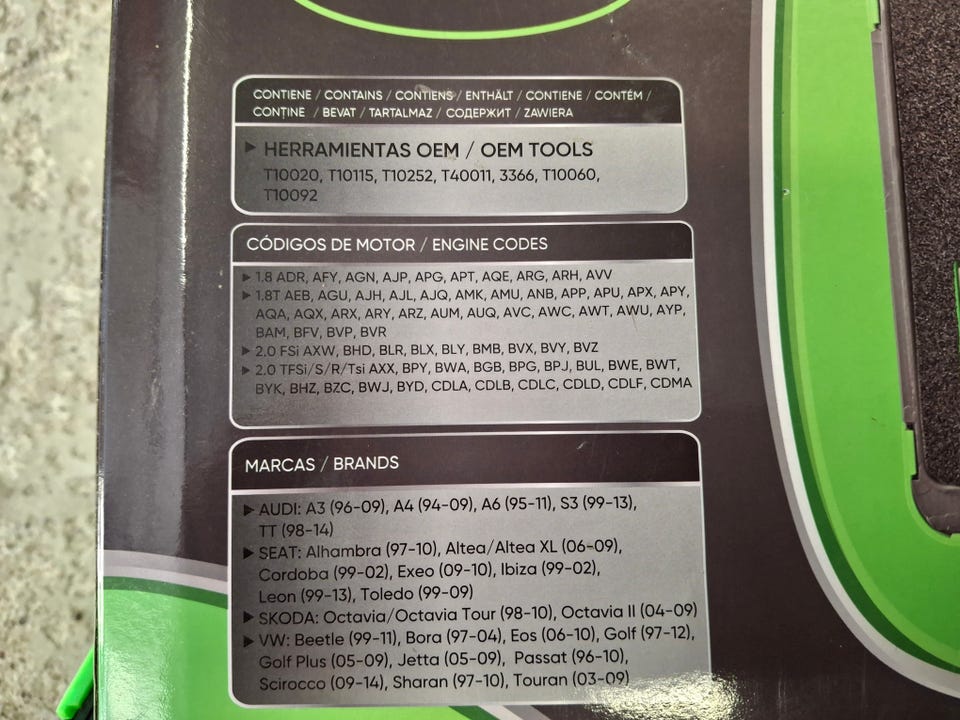 CONTIENE / CONTAINS / CONTIENS / ENTHÄLT / CONTIENE / CONTÉM /
CONȚINE / BEVAT / TARTALMAZ / СОДЕРЖИТ / ZAWIERA
HERRAMIENTAS OEM / OEM TOOLS
T10020, T10115, T10252, T40011, 3366, T10060,
T10092
CÓDIGOS DE MOTOR / ENGINE CODES
1.8 ADR, AFY, AGN, AJP, APG, APT, AQE, ARG, ARH, AVV
1.8T AEB, AGU, AJH, AJL, AJQ, AMK, AMU, ANB, APP, APU, APX, APY,
AQA, AQX, ARX, ARY, ARZ, AUM, AUQ, AVC, AWC, AWT, AWU, AYP,
BAM, BFV, BVP, BVR
2.0 FSi AXW, BHD, BLR, BLX, BLY, BMB, BVX, BVY, BVZ
2.0 TFSi/S/R/Tsi AXX, BPY, BWA, BGB, BPG, BPJ, BUL, BWE, BWT,
BYK, BHZ, BZC, BWJ, BYD, CDLA, CDLB, CDLC, CDLD, CDLF, CDMA
MARCAS / BRANDS
AUDI: A3 (96-09), A4 (94-09), A6 (95-11), S3 (99-13),
TT (98-14)
SEAT: Alhambra (97-10), Altea/Altea XL (06-09),
Cordoba (99-02), Exeo (09-10), Ibiza (99-02),
Leon (99-13), Toledo (99-09)
SKODA: Octavia/Octavia Tour (98-10), Octavia II (04-09)
VW: Beetle (99-11), Bora (97-04), Eos (06-10), Golf (97-12),
Golf Plus (05-09), Jetta (05-09), Passat (96-10),
Scirocco (09-14), Sharan (97-10), Touran (03-09)